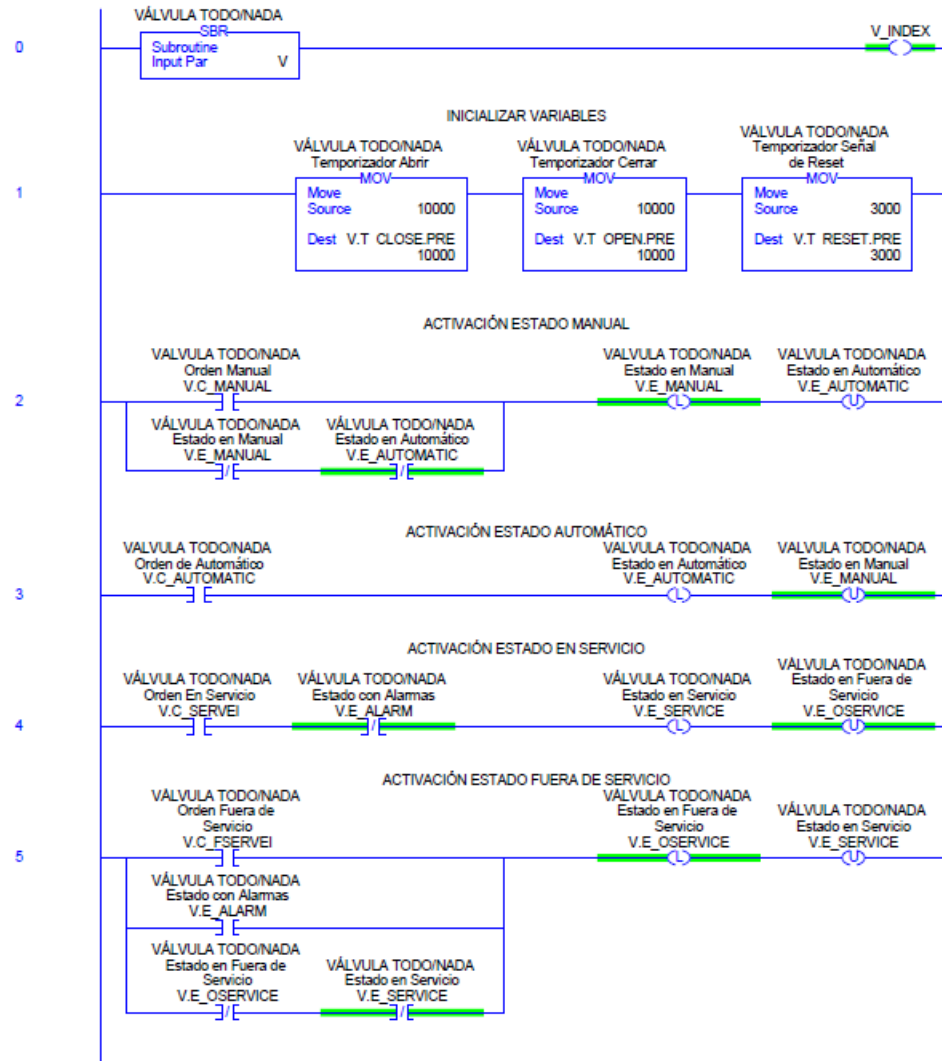 VÁLVULA TODO/NADA
SBR
Subroutine
Input Par V
V_INDEX
0
INICIALIZAR VARIABLES
VÁLVULA TODO/NADA
Temporizador Abrir
MOV
Move
Source 10000
Dest V.T_CLOSE.PRE
10000
VÁLVULA TODO/NADA
Temporizador Cerrar
MOV
Move
Source 10000
Dest V.T_OPEN.PRE
10000
VÁLVULA TODO/NADA
Temporizador Señal
de Reset
MOV
Move
Source 3000
Dest V.T_RESET.PRE
3000
1
ACTIVACIÓN ESTADO MANUAL
VALVULA TODO/NADA
Orden Manual
V.C_MANUAL
VALVULA TODO/NADA
Estado en Manual
V.E_MANUAL
L
VALVULA TODO/NADA
Estado en Automático
V.E_AUTOMATIC
U
2
VALVULA TODO/NADA
Estado en Manual
V.E_MANUAL
VALVULA TODO/NADA
Estado en Automático
V.E_AUTOMATIC
ACTIVACIÓN ESTADO AUTOMÁTICO
VALVULA TODO/NADA
Orden de Automático
V.C_AUTOMATIC
VALVULA TODO/NADA
Estado en Automático
V.E_AUTOMATIC
L
VALVULA TODO/NADA
Estado en Manual
V.E_MANUAL
U
3
ACTIVACIÓN ESTADO EN SERVICIO
VÁLVULA TODO/NADA
Orden En Servicio
V.C_SERVEI
VÁLVULA TODO/NADA
Estado con Alarmas
V.E_ALARM
VÁLVULA TODO/NADA
Estado en Servicio
V.E_SERVICE
L
VÁLVULA TODO/NADA
Estado en Fuera de
Servicio
V.E_OSERVICE
U
4
ACTIVACIÓN ESTADO FUERA DE SERVICIO
VÁLVULA TODO/NADA
Orden Fuera de
Servicio
V.C_FSERVEI
VÁLVULA TODO/NADA
Estado en Fuera de
Servicio
V.E_OSERVICE
L
VÁLVULA TODO/NADA
Estado en Servicio
V.E_SERVICE
U
5
VÁLVULA TODO/NADA
Estado con Alarmas
V.E_ALARM
VÁLVULA TODO/NADA
Estado en Fuera de
Servicio
V.E_OSERVICE
VÁLVULA TODO/NADA
Estado en Servicio
V.E_SERVICE